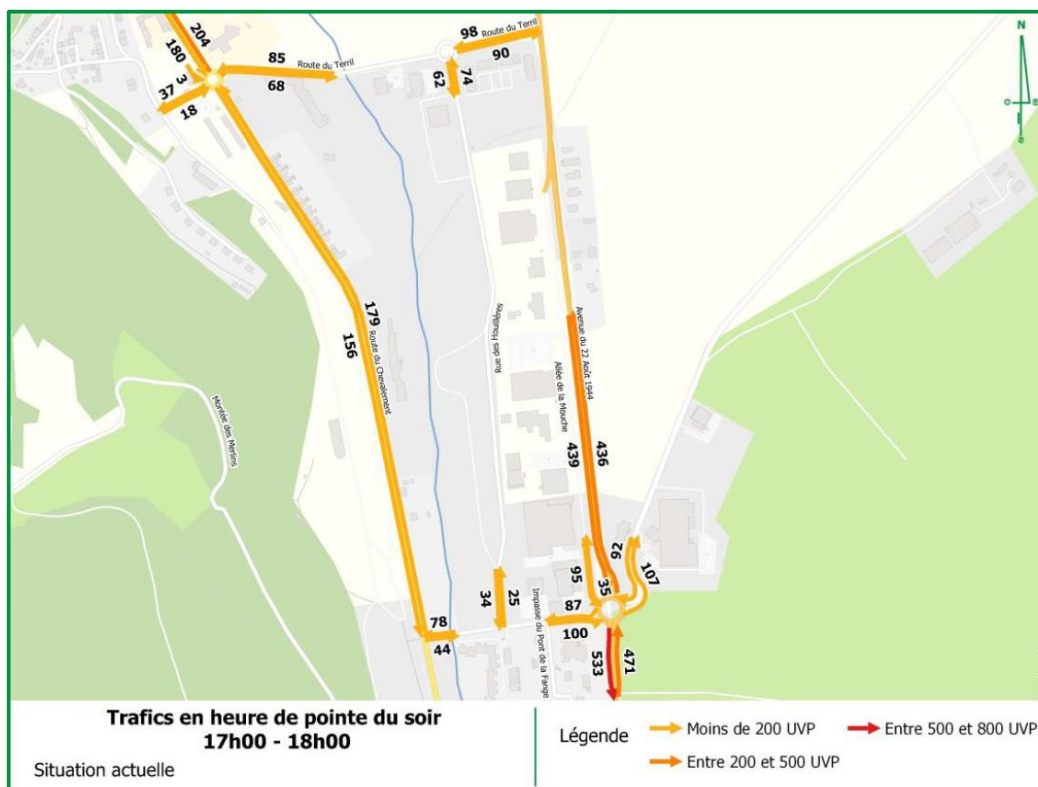 204
180
3
37
18
85
68
Route du Terril
98
Route du Terril
90
62
74
N
O
E
S
179
156
Route du Chevalement
Montée des Merlins
Rue des Houillères
Allée de la Mouche
Avenue du 22 Août 1944
439
436
95
35
92
107
87
100
34
25
78
44
Impasse du Pont de la Fange
533
471
Trafics en heure de pointe du soir
17h00 - 18h00
Situation actuelle
Légende
Moins de 200 UVP
Entre 500 et 800 UVP
Entre 200 et 500 UVP